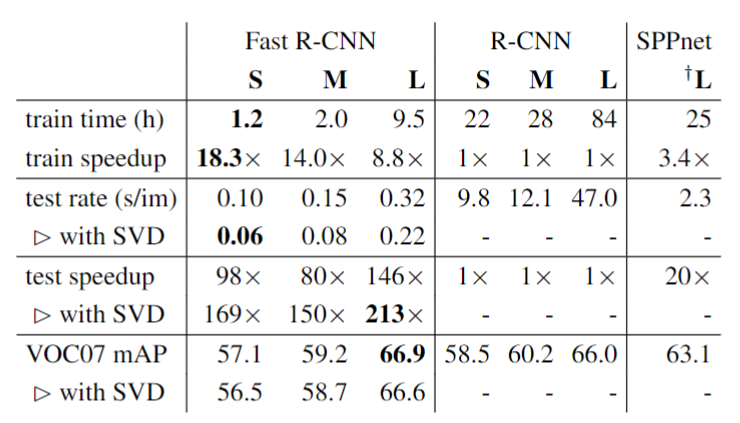 Fast R-CNN R-CNN SPPnet
S M L S M L †L
train time (h) 1.2 2.0 9.5 22 28 84 25
train speedup 18.3× 14.0× 8.8× 1× 1× 1× 3.4×
test rate (s/im) 0.10 0.15 0.32 9.8 12.1 47.0 2.3
▷ with SVD 0.06 0.08 0.22 - - - -
test speedup 98× 80× 146× 1× 1× 1× 20×
▷ with SVD 169× 150× 213× - - - -
VOC07 mAP 57.1 59.2 66.9 58.5 60.2 66.0 63.1
▷ with SVD 56.5 58.7 66.6 - - - -